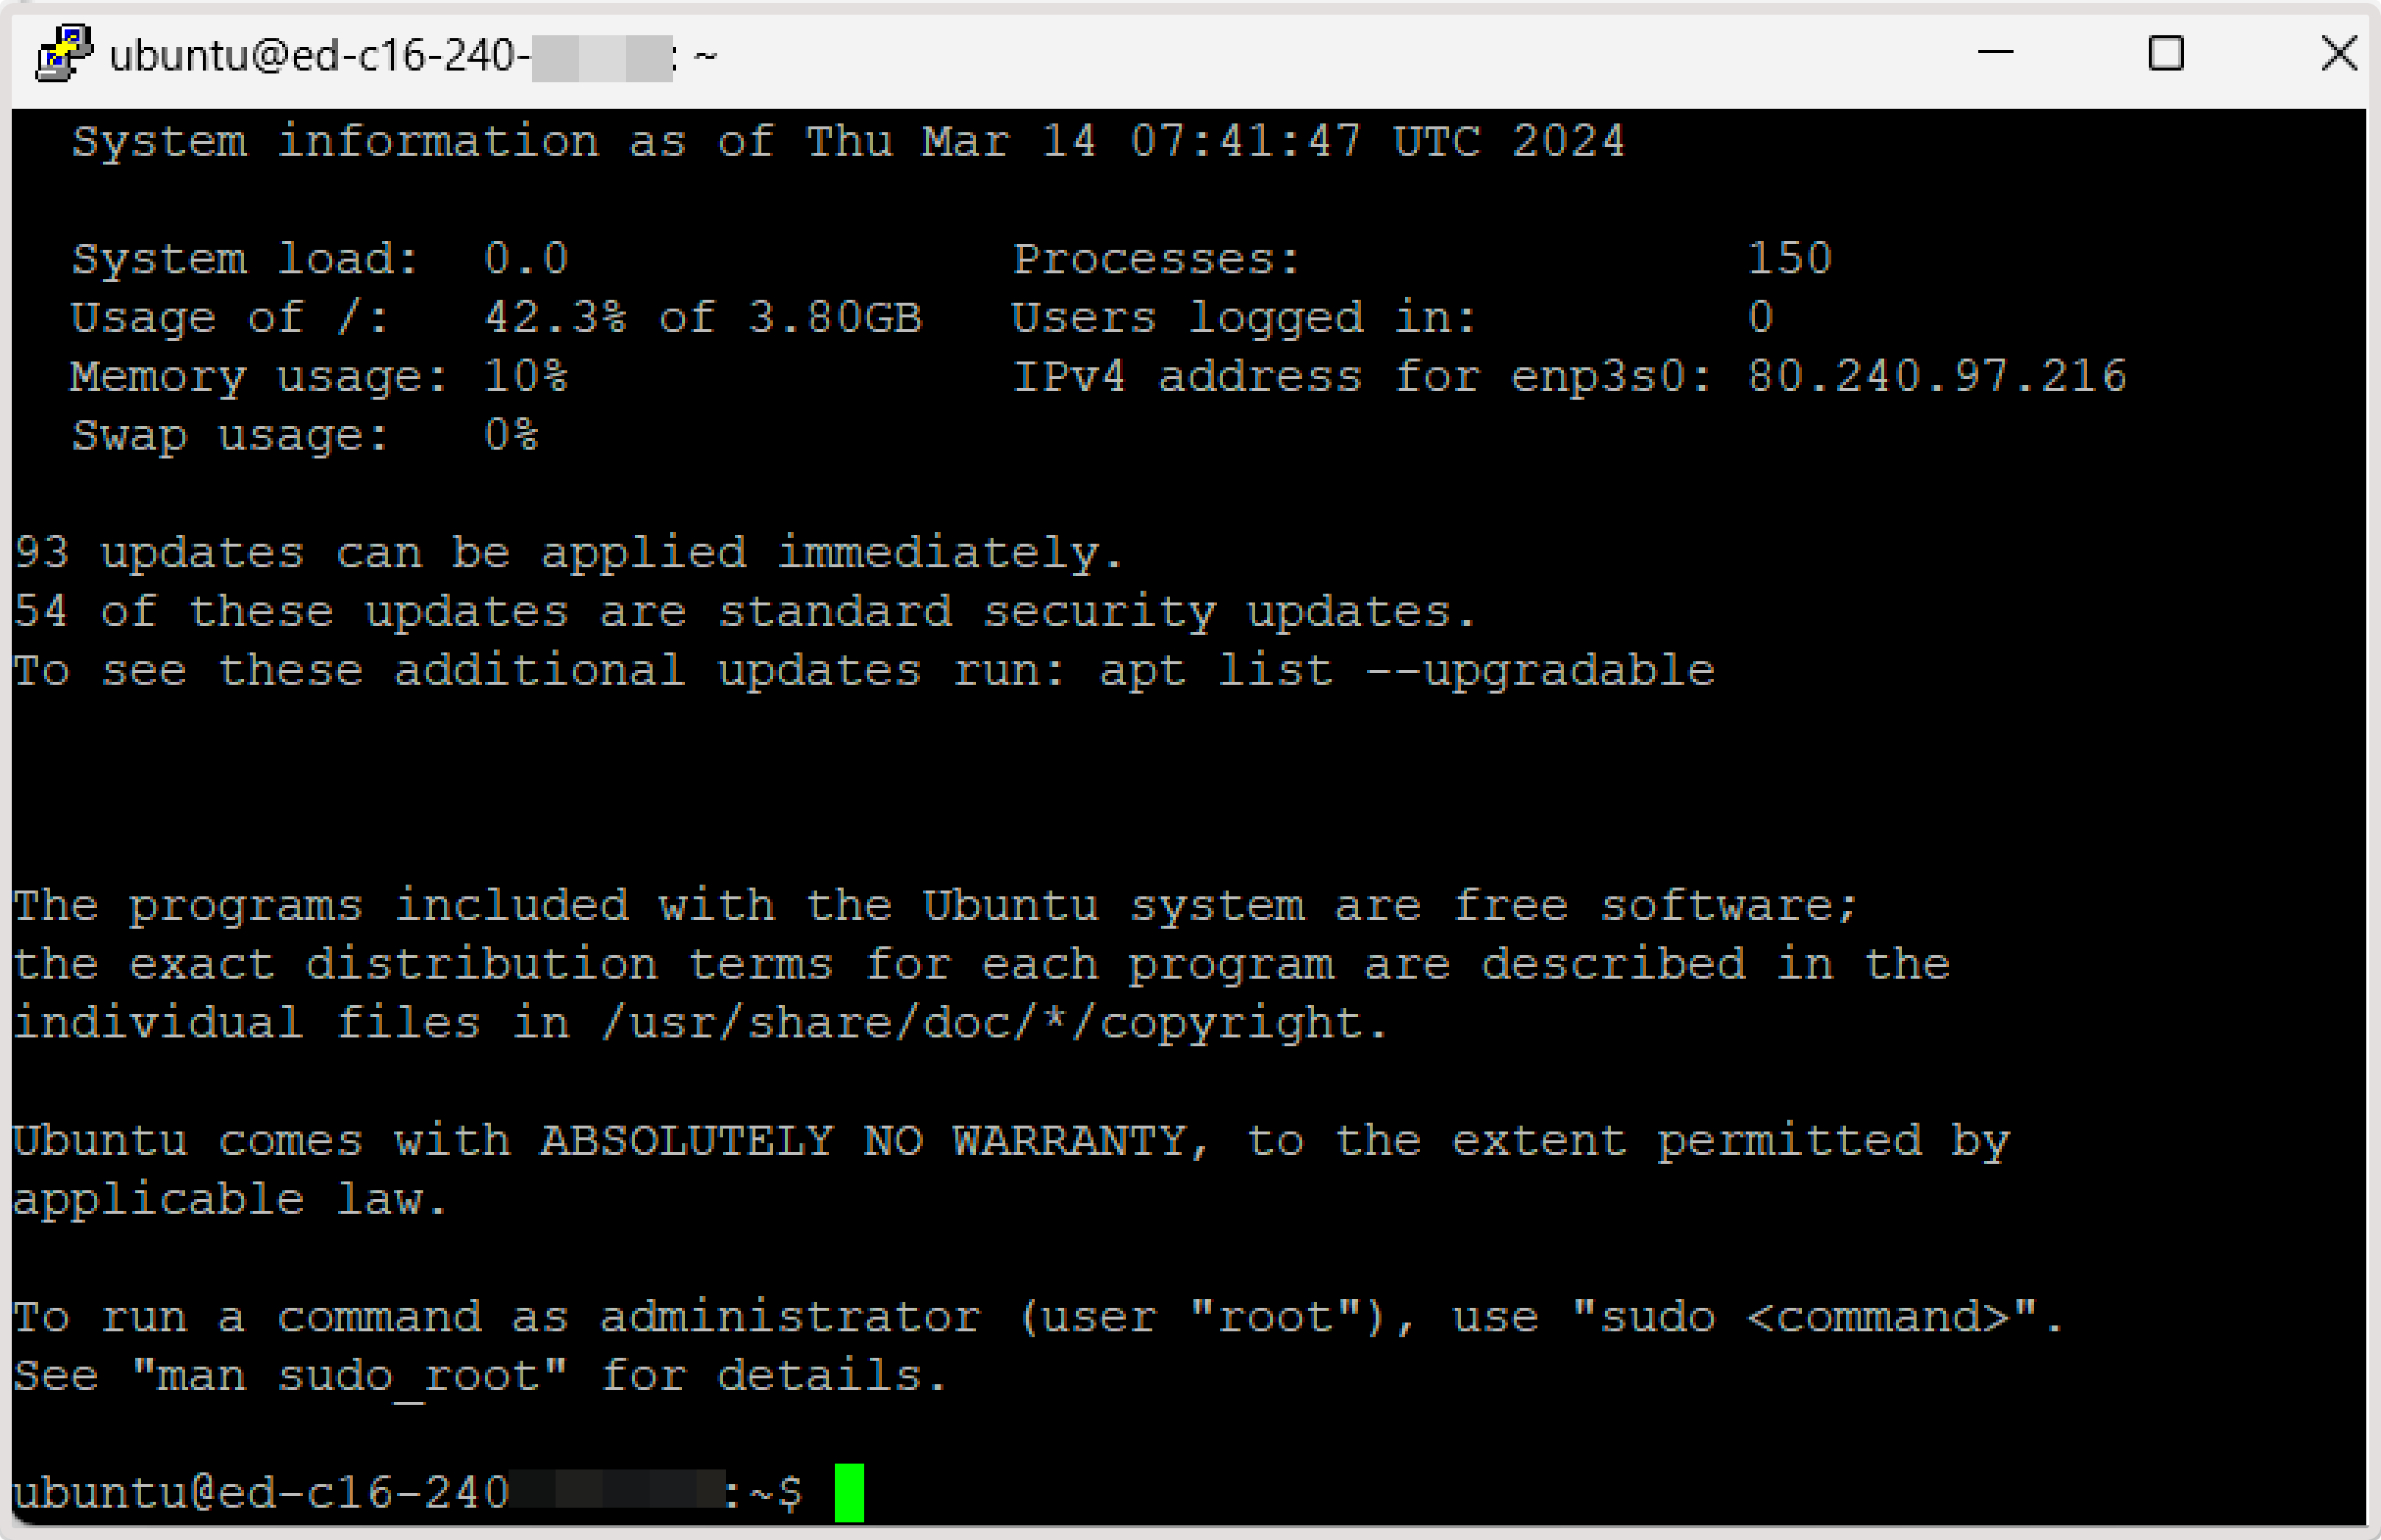 ubuntu@ed-c16-240-: ~
System information as of Thu Mar 14 07:41:47 UTC 2024
System load:  0.0               Processes:               150
Usage of /:   42.3% of 3.80GB   Users logged in:         0
Memory usage: 10%               IPv4 address for enp3s0: 80.240.97.216
Swap usage:   0%
93 updates can be applied immediately.
54 of these updates are standard security updates.
To see these additional updates run: apt list --upgradable
The programs included with the Ubuntu system are free software;
the exact distribution terms for each program are described in the
individual files in /usr/share/doc/*/copyright.
Ubuntu comes with ABSOLUTELY NO WARRANTY, to the extent permitted by
applicable law.
To run a command as administrator (user "root"), use "sudo <command>".
See "man sudo_root" for details.
ubuntu@ed-c16-240:~$